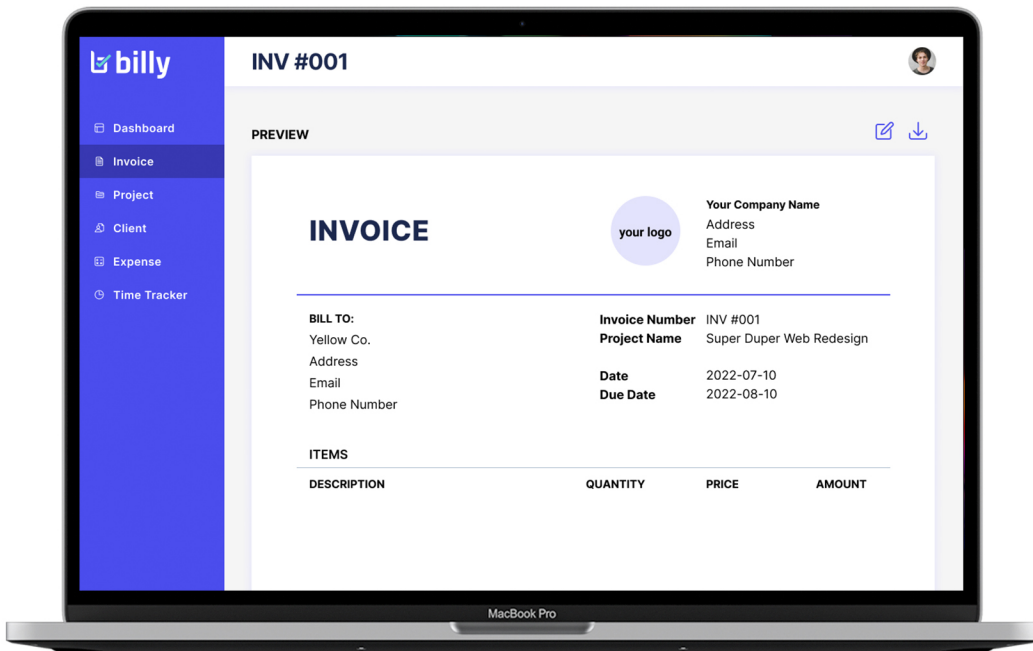 billy
INV #001
Dashboard
Invoice
Project
Client
Expense
Time Tracker
PREVIEW
INVOICE
your logo
Your Company Name
Address
Email
Phone Number
BILL TO:
Yellow Co.
Address
Email
Phone Number
Invoice Number INV #001
Project Name Super Duper Web Redesign
Date 2022-07-10
Due Date 2022-08-10
ITEMS
DESCRIPTION QUANTITY PRICE AMOUNT
MacBook Pro